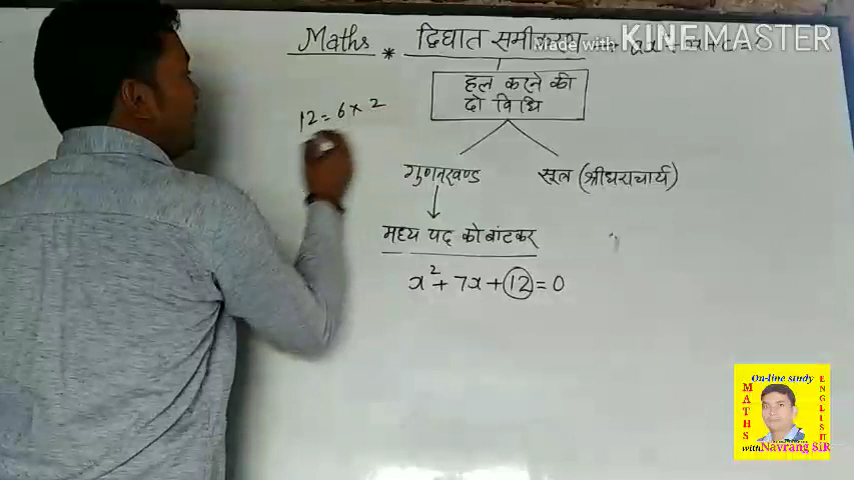 Maths * द्विघात समीकरण
Made with KINEMASTER
हल करने की
दो विधि
12 = 6 x 2
गुणनखण्ड
सूत्र (श्रीधराचार्य)
मध्य पद को बांटकर
x² + 7x + 12 = 0
On-line study
MATHS
ENGLISH
with Navrang SiR